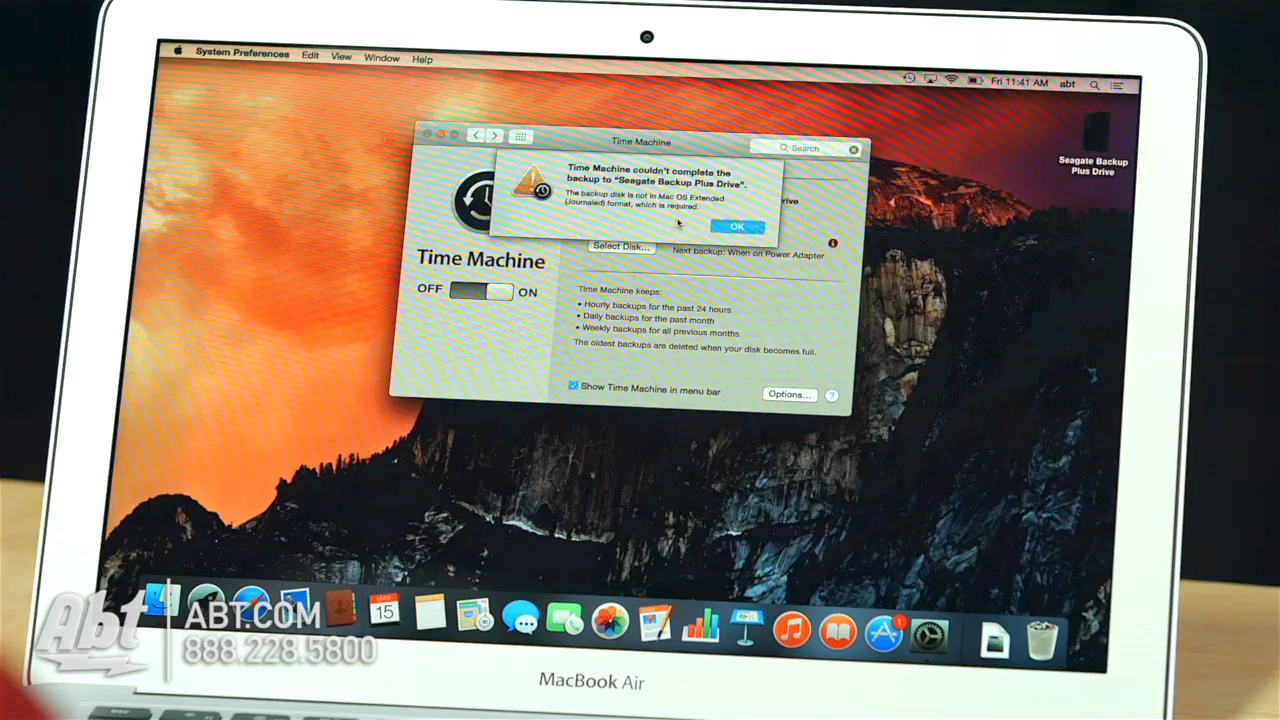 System Preferences Edit View Window Help
Fri 11:41 AM abt
Time Machine
Search
Seagate Backup
Plus Drive
Time Machine couldn't complete the
backup to "Seagate Backup Plus Drive".
The backup disk is not in Mac OS Extended
(Journaled) format, which is required.
rive
OK
Select Disk...
Next backup: When on Power Adapter
Time Machine
OFF ON
Time Machine keeps:
• Hourly backups for the past 24 hours
• Daily backups for the past month
• Weekly backups for all previous months
The oldest backups are deleted when your disk becomes full.
Show Time Machine in menu bar
Options...
?
MAY
15
1
Abt
ABT.COM
888.228.5800
MacBook Air